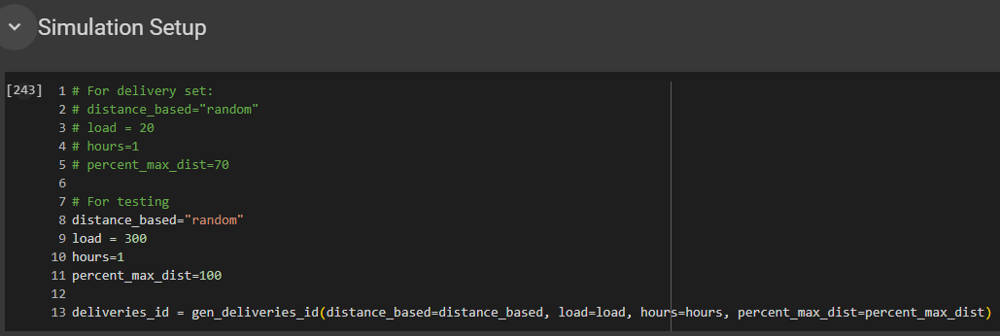 Simulation Setup
[243] 1 # For delivery set:
2 # distance_based="random"
3 # load = 20
4 # hours=1
5 # percent_max_dist=70
6
7 # For testing
8 distance_based="random"
9 load = 300
10 hours=1
11 percent_max_dist=100
12
13 deliveries_id = gen_deliveries_id(distance_based=distance_based, load=load, hours=hours, percent_max_dist=percent_max_dist)